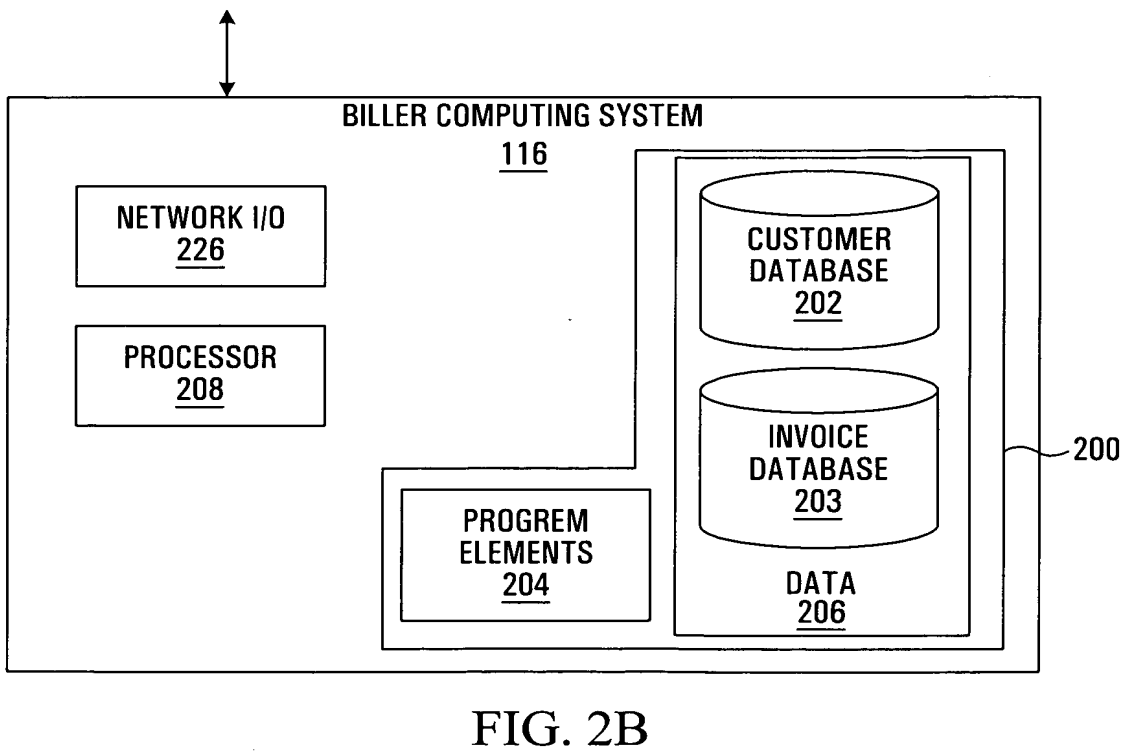 BILLER COMPUTING SYSTEM
116
NETWORK I/O
226
PROCESSOR
208
CUSTOMER
DATABASE
202
INVOICE
DATABASE
203
200
PROGREM
ELEMENTS
204
DATA
206
FIG. 2B